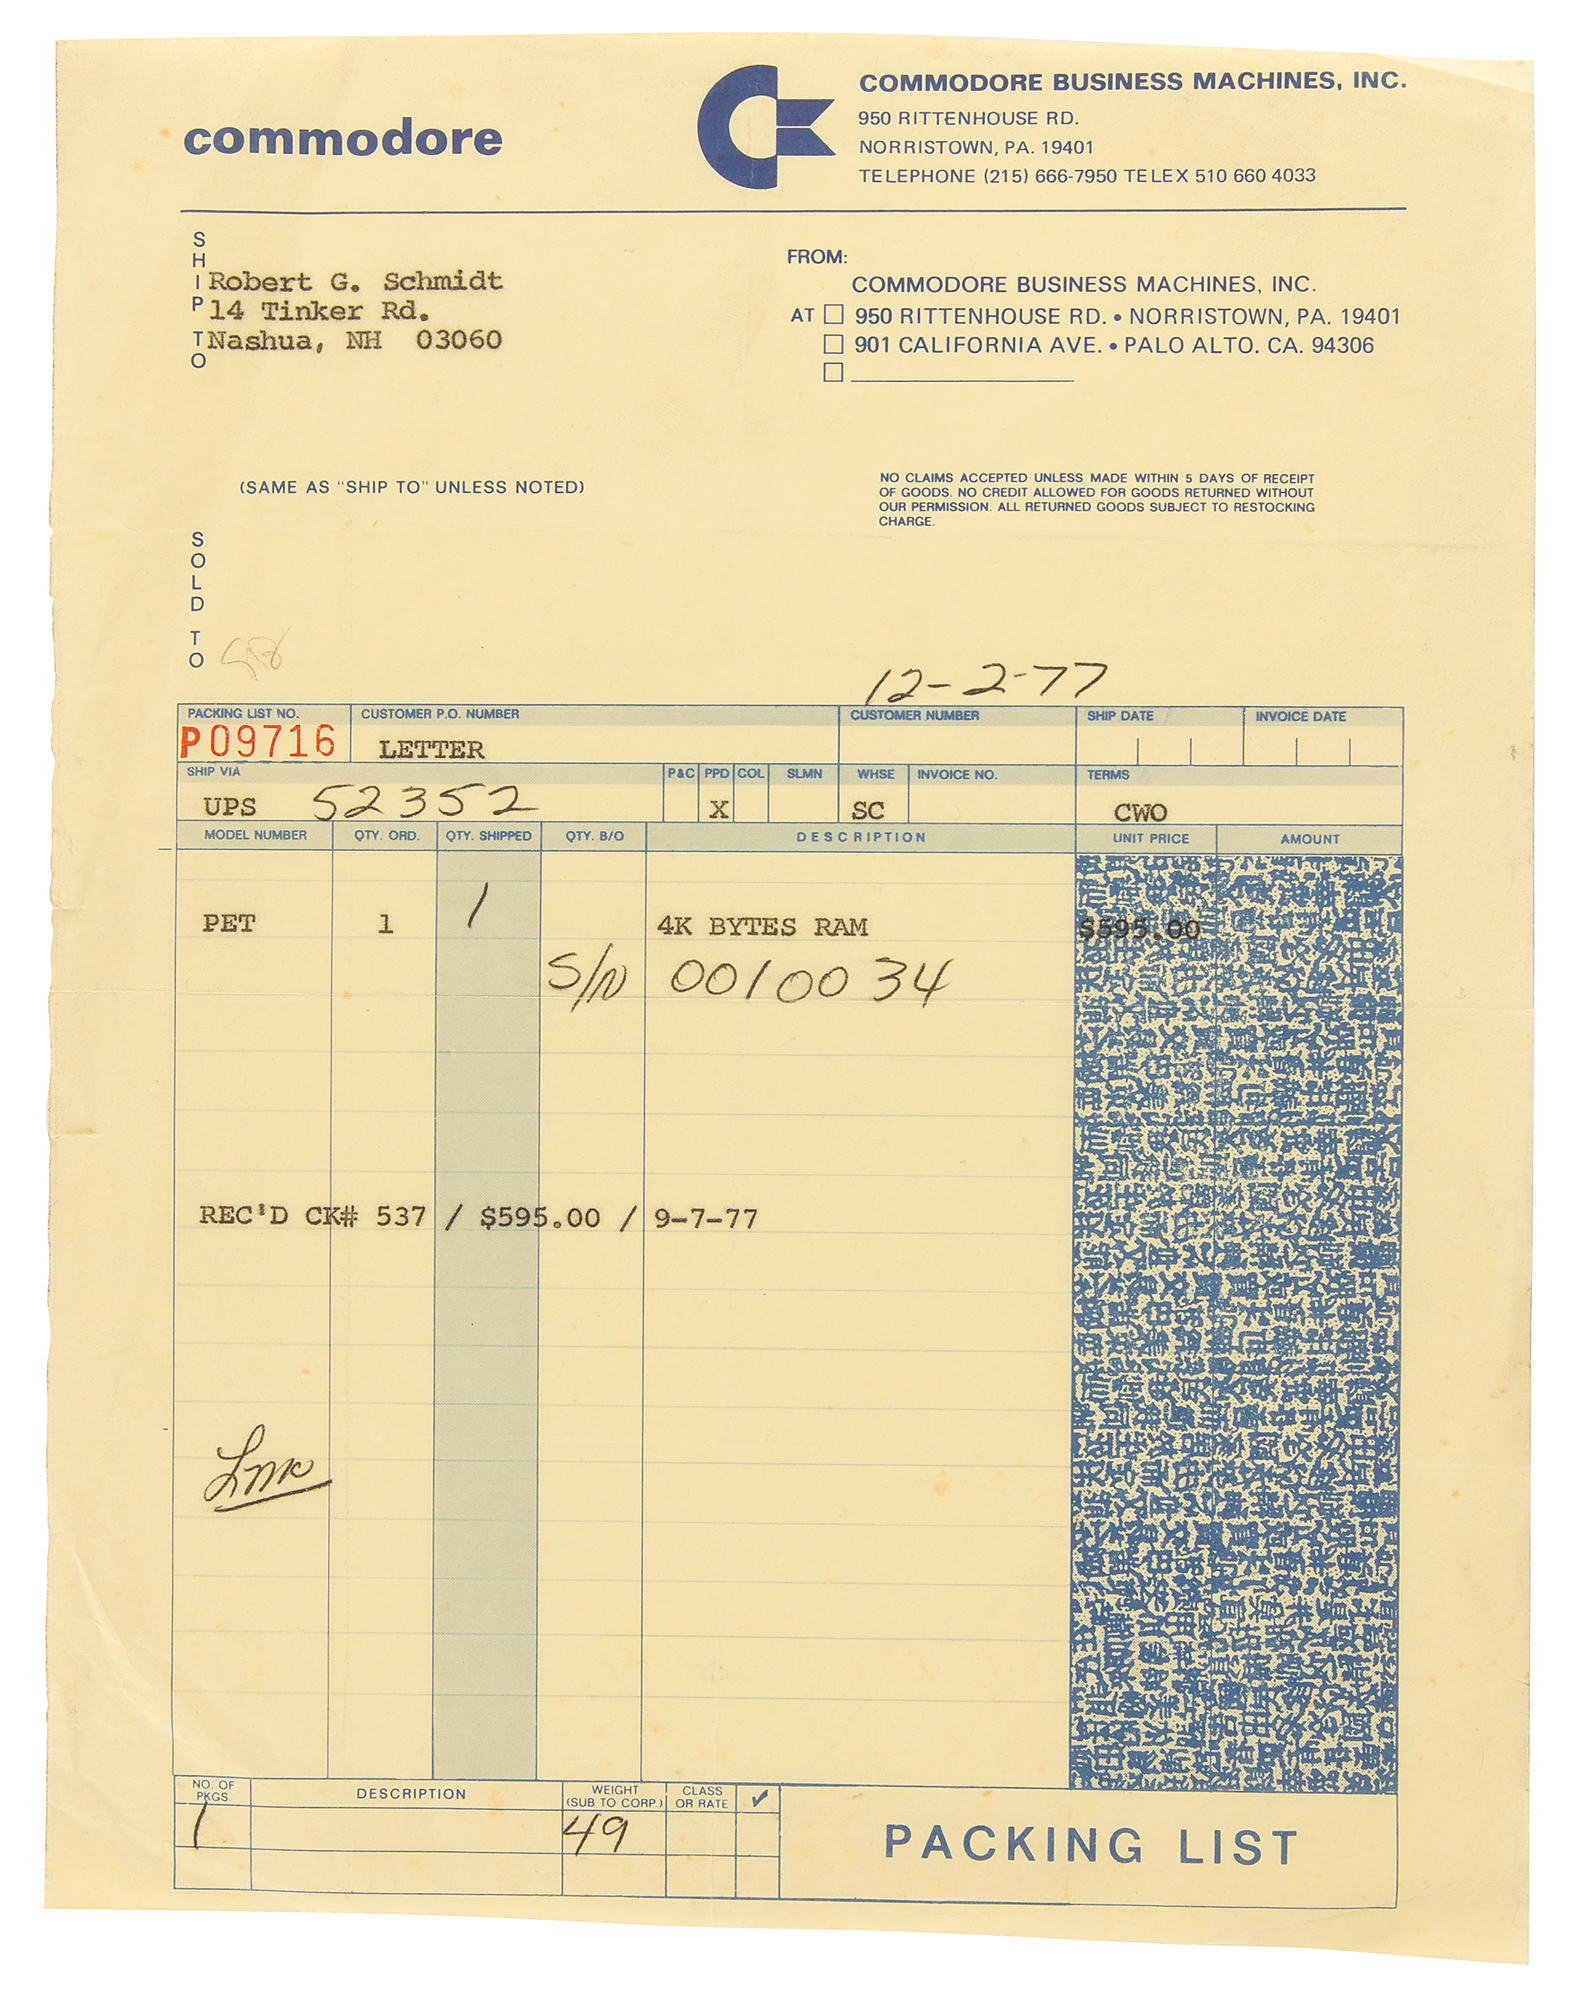 commodore
COMMODORE BUSINESS MACHINES, INC.
950 RITTENHOUSE RD.
NORRISTOWN, PA. 19401
TELEPHONE (215) 666-7950 TELEX 510 660 4033
SHIP TO
Robert G. Schmidt
14 Tinker Rd.
Nashua, NH 03060
FROM:
COMMODORE BUSINESS MACHINES, INC.
AT 950 RITTENHOUSE RD. • NORRISTOWN, PA. 19401
901 CALIFORNIA AVE. • PALO ALTO. CA. 94306
(SAME AS "SHIP TO" UNLESS NOTED)
NO CLAIMS ACCEPTED UNLESS MADE WITHIN 5 DAYS OF RECEIPT
OF GOODS. NO CREDIT ALLOWED FOR GOODS RETURNED WITHOUT
OUR PERMISSION. ALL RETURNED GOODS SUBJECT TO RESTOCKING
CHARGE.
SOLD TO
12-2-77
PACKING LIST NO. CUSTOMER P.O. NUMBER CUSTOMER NUMBER SHIP DATE INVOICE DATE
P09716 LETTER
SHIP VIA P&C PPD COL SLMN WHSE INVOICE NO. TERMS
UPS 52352 X SC CWO
MODEL NUMBER QTY. ORD. QTY. SHIPPED QTY. B/O DESCRIPTION UNIT PRICE AMOUNT
PET 1 1 4K BYTES RAM $595.00
S/N 0010034
REC'D CK# 537 / $595.00 / 9-7-77
NO. OF PKGS DESCRIPTION WEIGHT (SUB TO CORP.) CLASS OR RATE ✓
1 49
PACKING LIST